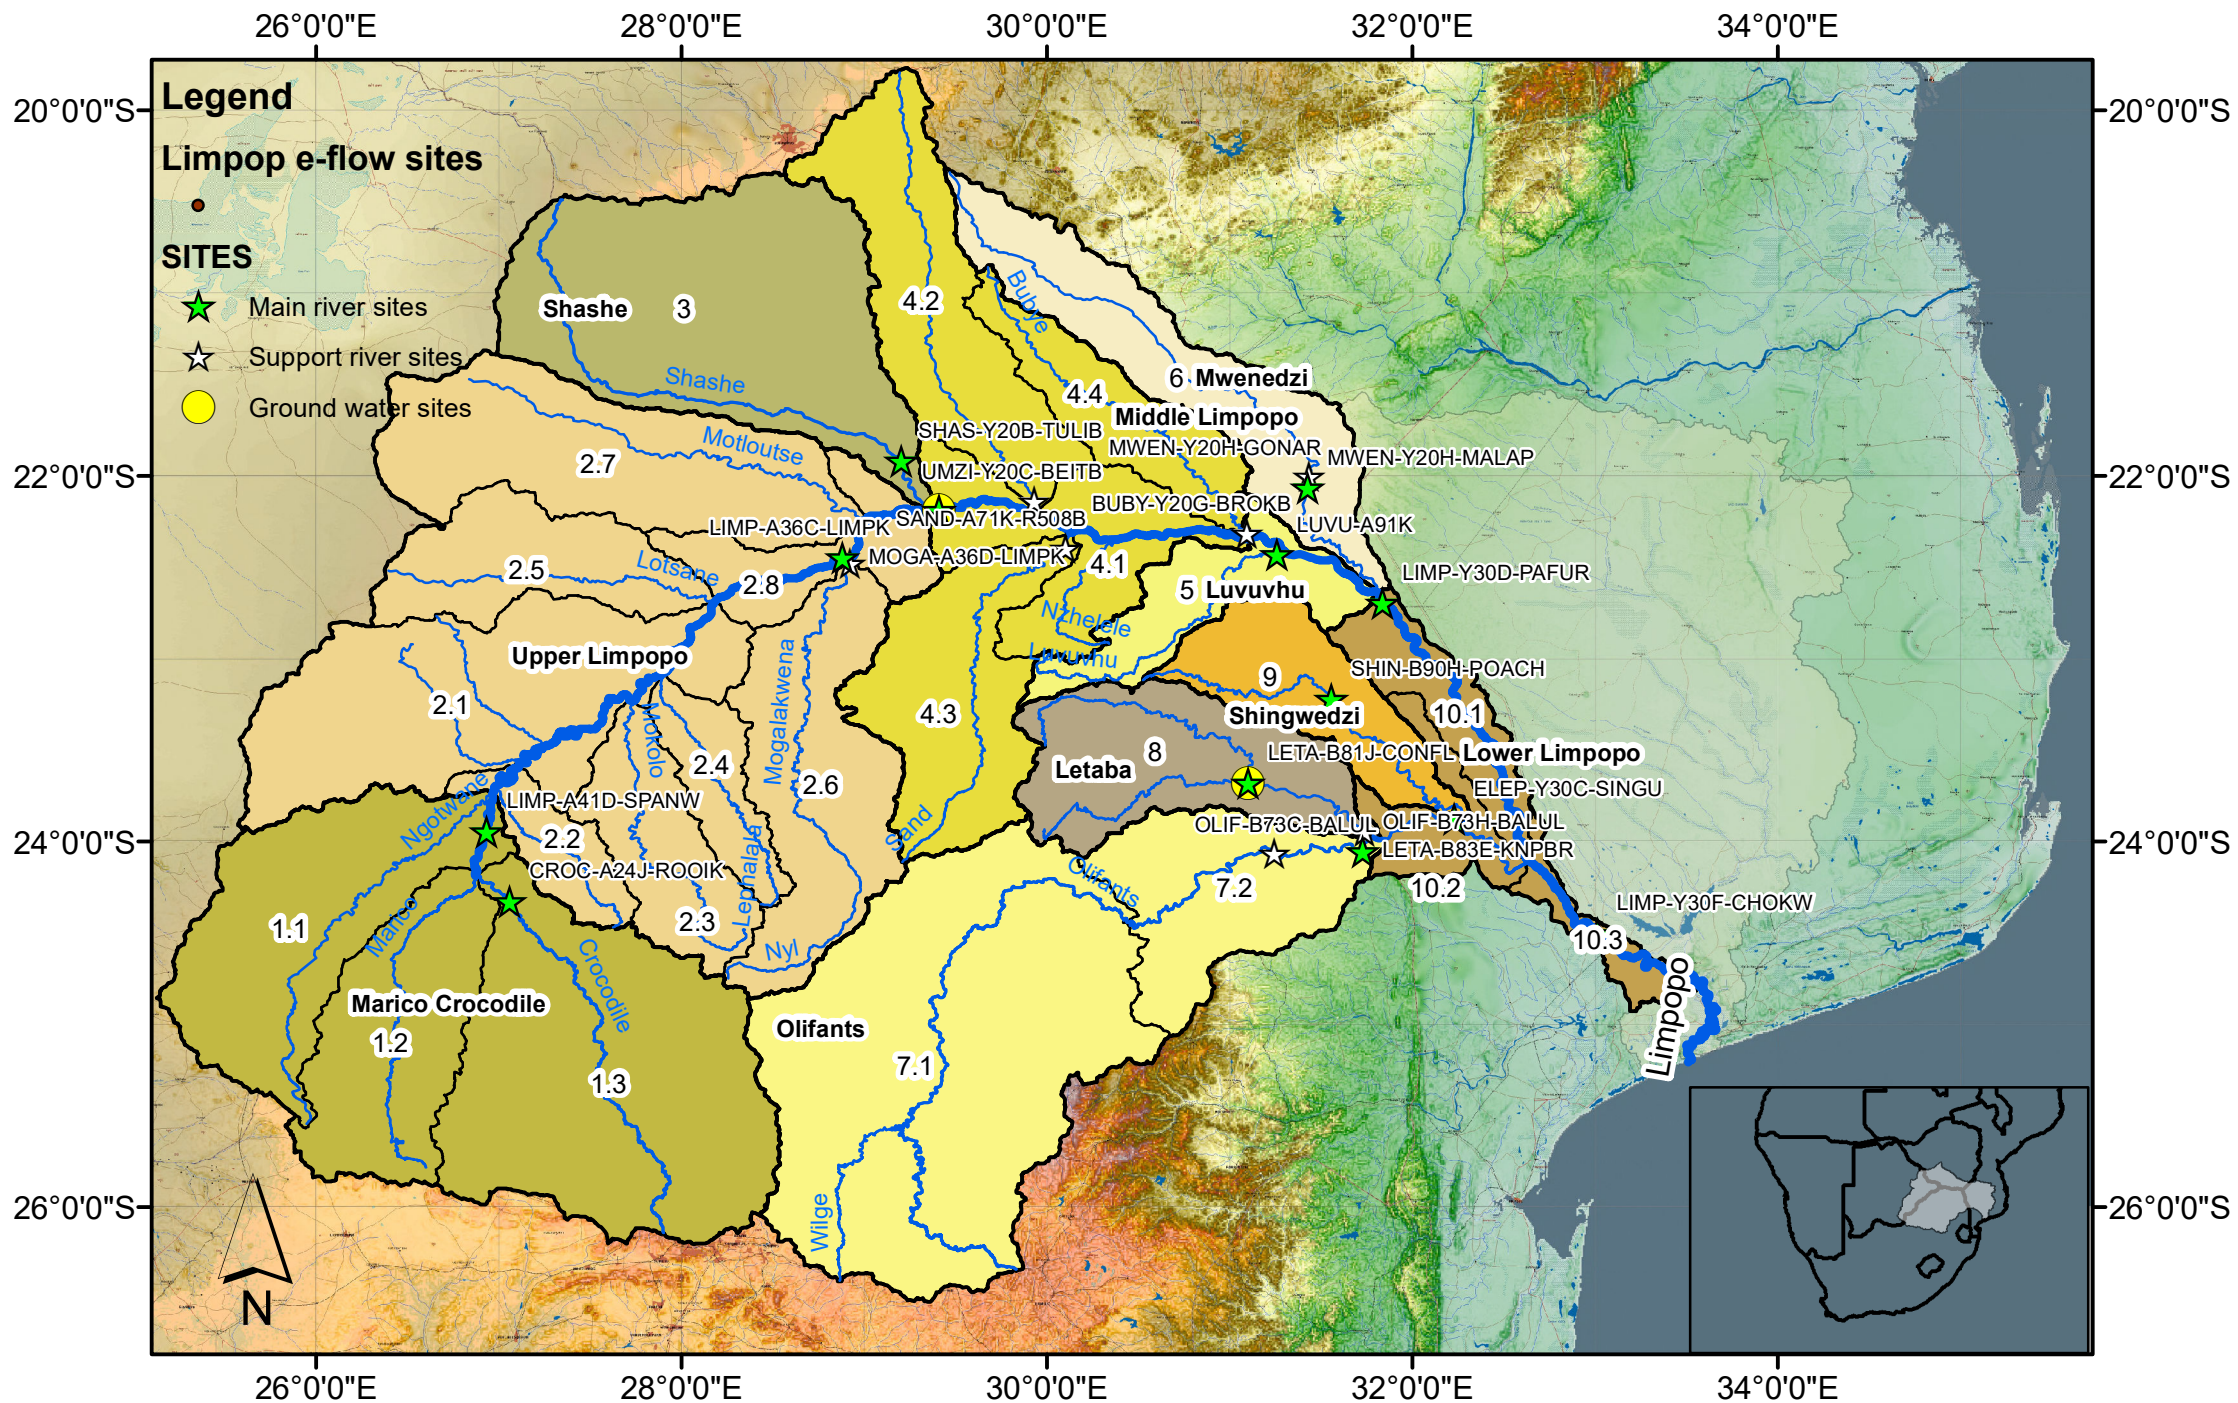 26°0'0"E 28°0'0"E 30°0'0"E 32°0'0"E 34°0'0"E
20°0'0"S 20°0'0"S
22°0'0"S 22°0'0"S
24°0'0"S 24°0'0"S
26°0'0"S 26°0'0"S
Legend
Limpop e-flow sites
SITES
Main river sites
Support river sites
Ground water sites
Shashe 3
4.2
Bubye
6 Mwenedzi
Shashe
4.4
Middle Limpopo
SHAS-Y20B-TULIB
Motloutse
MWEN-Y20H-GONAR
MWEN-Y20H-MALAP
2.7
UMZI-Y20C-BEITB
BUBY-Y20G-BROKB
LIMP-A36C-LIMPK
SAND-A71K-R508B
LUVU-A91K
MOGA-A36D-LIMPK
4.1
Lotsane
2.5
2.8
LIMP-Y30D-PAFUR
5 Luvuvhu
Nzhelele
Luvuvhu
Upper Limpopo
Mogalakwena
9
SHIN-B90H-POACH
2.1
4.3
Shingwedzi
10.1
Mokolo
8
LETA-B81J-CONFL
Lower Limpopo
Letaba
2.4
2.6
ELEP-Y30C-SINGU
Ngotwane
LIMP-A41D-SPANW
OLIF-B73C-BALUL
OLIF-B73H-BALUL
2.2
Sand
LETA-B83E-KNPBR
CROC-A24J-ROOIK
Olifants
7.2
10.2
Lephalala
LIMP-Y30F-CHOKW
1.1
Marico
2.3
10.3
Nyl
Crocodile
Limpopo
Marico Crocodile
Olifants
1.2
7.1
1.3
Wilge
N
26°0'0"E 28°0'0"E 30°0'0"E 32°0'0"E 34°0'0"E